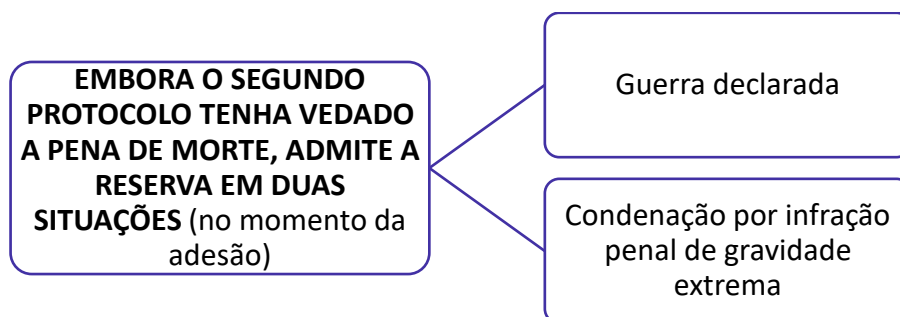 EMBORA O SEGUNDO
PROTOCOLO TENHA VEDADO
A PENA DE MORTE, ADMITE A
RESERVA EM DUAS
SITUAÇÕES (no momento da
adesão)
Guerra declarada
Condenação por infração
penal de gravidade
extrema